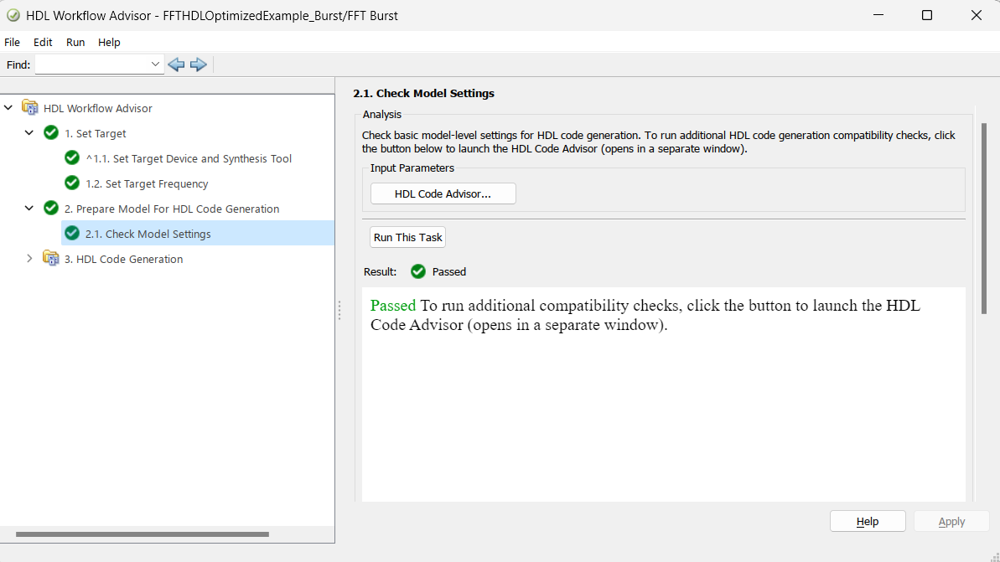 HDL Workflow Advisor - FFTHDLOptimizedExample_Burst/FFT Burst
File Edit Run Help
Find:
HDL Workflow Advisor
1. Set Target
^1.1. Set Target Device and Synthesis Tool
1.2. Set Target Frequency
2. Prepare Model For HDL Code Generation
2.1. Check Model Settings
3. HDL Code Generation
2.1. Check Model Settings
Analysis
Check basic model-level settings for HDL code generation. To run additional HDL code generation compatibility checks, click
the button below to launch the HDL Code Advisor (opens in a separate window).
Input Parameters
HDL Code Advisor...
Run This Task
Result: Passed
Passed To run additional compatibility checks, click the button to launch the HDL
Code Advisor (opens in a separate window).
Help Apply